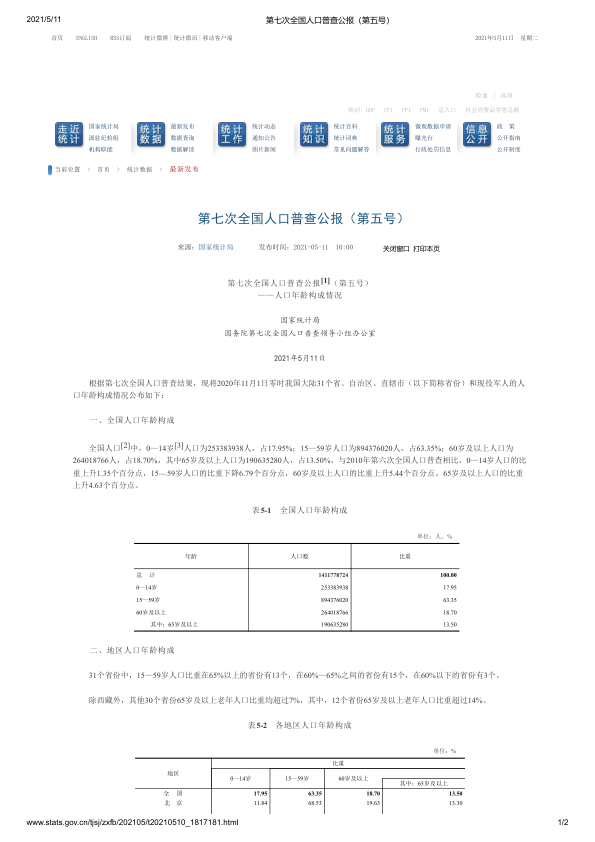 2021/5/11 第七次全国人口普查公报（第五号）
首页 ENGLISH RSS订阅 统计微博 | 统计微讯 | 移动客户端 2021年5月11日 星期二
检索 | 高级
热词：GDP CPI PPI PMI 总人口 社会消费品零售总额
走近统计 国家统计局 派驻纪检组 机构职能
统计数据 最新发布 数据查询 数据解读
统计工作 统计动态 通知公告 图片新闻
统计知识 统计百科 统计词典 常见问题解答
统计服务 微观数据申请 曝光台 行政处罚信息
信息公开 政 策 公开指南 公开制度
当前位置 > 首页 > 统计数据 > 最新发布
第七次全国人口普查公报（第五号）
来源：国家统计局 发布时间：2021-05-11 10:00 关闭窗口 打印本页
第七次全国人口普查公报[1]（第五号）
——人口年龄构成情况
国家统计局
国务院第七次全国人口普查领导小组办公室
2021年5月11日
根据第七次全国人口普查结果，现将2020年11月1日零时我国大陆31个省、自治区、直辖市（以下简称省份）和现役军人的人
口年龄构成情况公布如下：
一、全国人口年龄构成
全国人口[2]中，0—14岁[3]人口为253383938人，占17.95%；15—59岁人口为894376020人，占63.35%；60岁及以上人口为
264018766人，占18.70%，其中65岁及以上人口为190635280人，占13.50%。与2010年第六次全国人口普查相比，0—14岁人口的比
重上升1.35个百分点，15—59岁人口的比重下降6.79个百分点，60岁及以上人口的比重上升5.44个百分点，65岁及以上人口的比重
上升4.63个百分点。
表5-1 全国人口年龄构成
单位：人、%
年龄 人口数 比重
总 计 1411778724 100.00
0—14岁 253383938 17.95
15—59岁 894376020 63.35
60岁及以上 264018766 18.70
其中：65岁及以上 190635280 13.50
二、地区人口年龄构成
31个省份中，15—59岁人口比重在65%以上的省份有13个，在60%—65%之间的省份有15个，在60%以下的省份有3个。
除西藏外，其他30个省份65岁及以上老年人口比重均超过7%，其中，12个省份65岁及以上老年人口比重超过14%。
表5-2 各地区人口年龄构成
单位：%
地区 比重
0—14岁 15—59岁 60岁及以上 其中：65岁及以上
全 国 17.95 63.35 18.70 13.50
北 京 11.84 68.53 19.63 13.30
www.stats.gov.cn/tjsj/zxfb/202105/t20210510_1817181.html 1/2